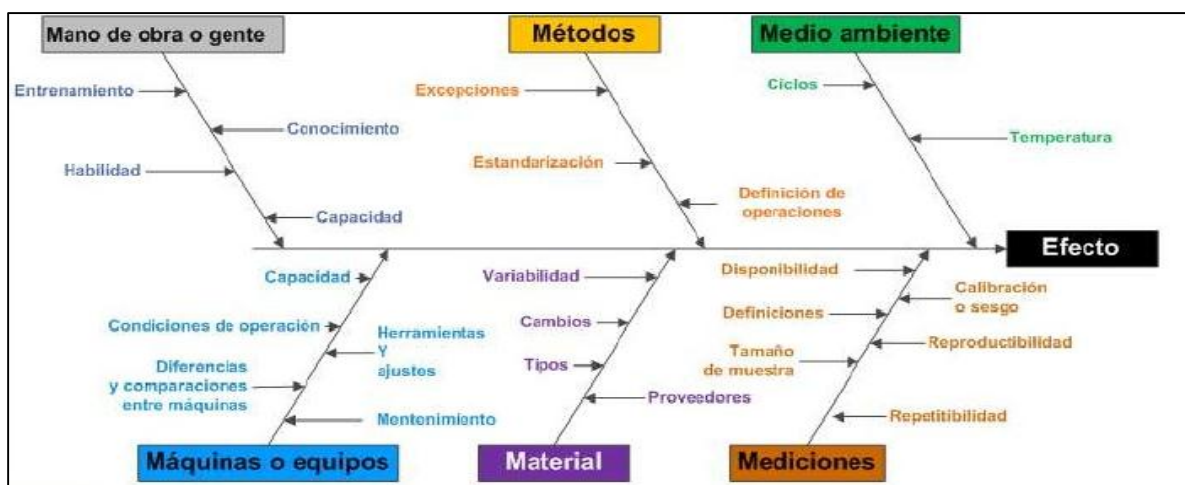 Mano de obra o gente
Métodos
Medio ambiente
Entrenamiento
Conocimiento
Habilidad
Capacidad
Excepciones
Estandarización
Definición de
operaciones
Ciclos
Temperatura
Efecto
Capacidad
Condiciones de operación
Herramientas
Y
ajustes
Diferencias
y comparaciones
entre máquinas
Mentenimiento
Variabilidad
Cambios
Tipos
Proveedores
Disponibilidad
Calibración
o sesgo
Definiciones
Reproductibilidad
Tamaño
de muestra
Repetitibilidad
Máquinas o equipos
Material
Mediciones